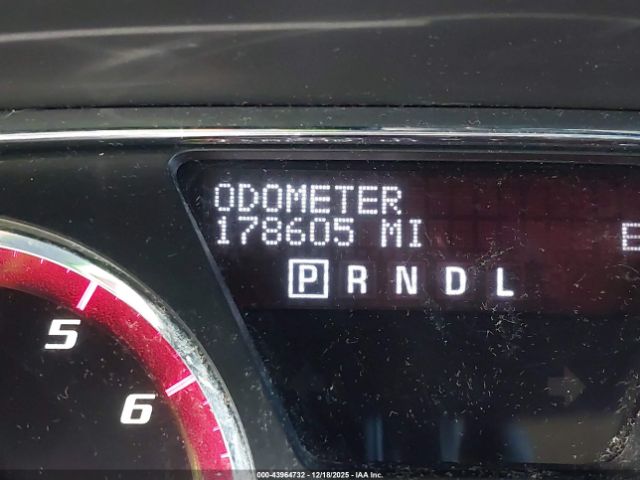 ODOMETER
178605 MI
E
P R N D L
5
6
000-43964732 - 12/18/2025 - IAA Inc.